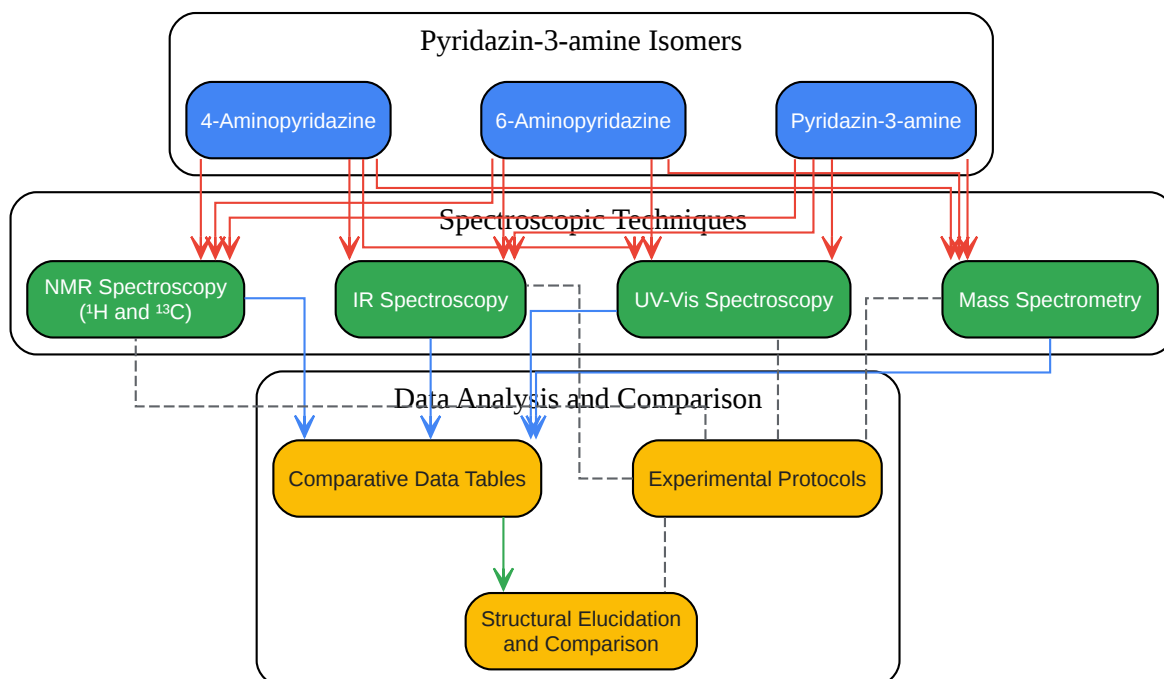 Pyridazin-3-amine Isomers
4-Aminopyridazine
6-Aminopyridazine
Pyridazin-3-amine
Spectroscopic Techniques
NMR Spectroscopy
(¹H and ¹³C)
IR Spectroscopy
UV-Vis Spectroscopy
Mass Spectrometry
Data Analysis and Comparison
Comparative Data Tables
Experimental Protocols
Structural Elucidation
and Comparison